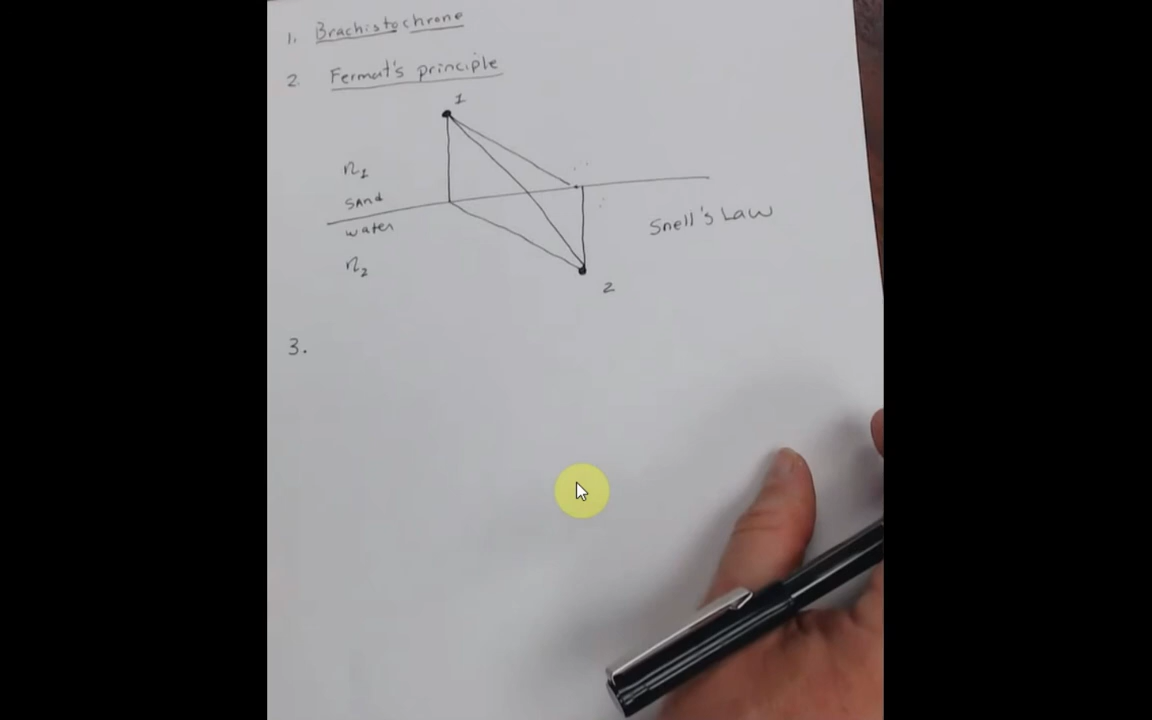 1. Brachistochrone
2. Fermat's principle
1
n₁
sand
water
Snell's Law
n₂
2
3.